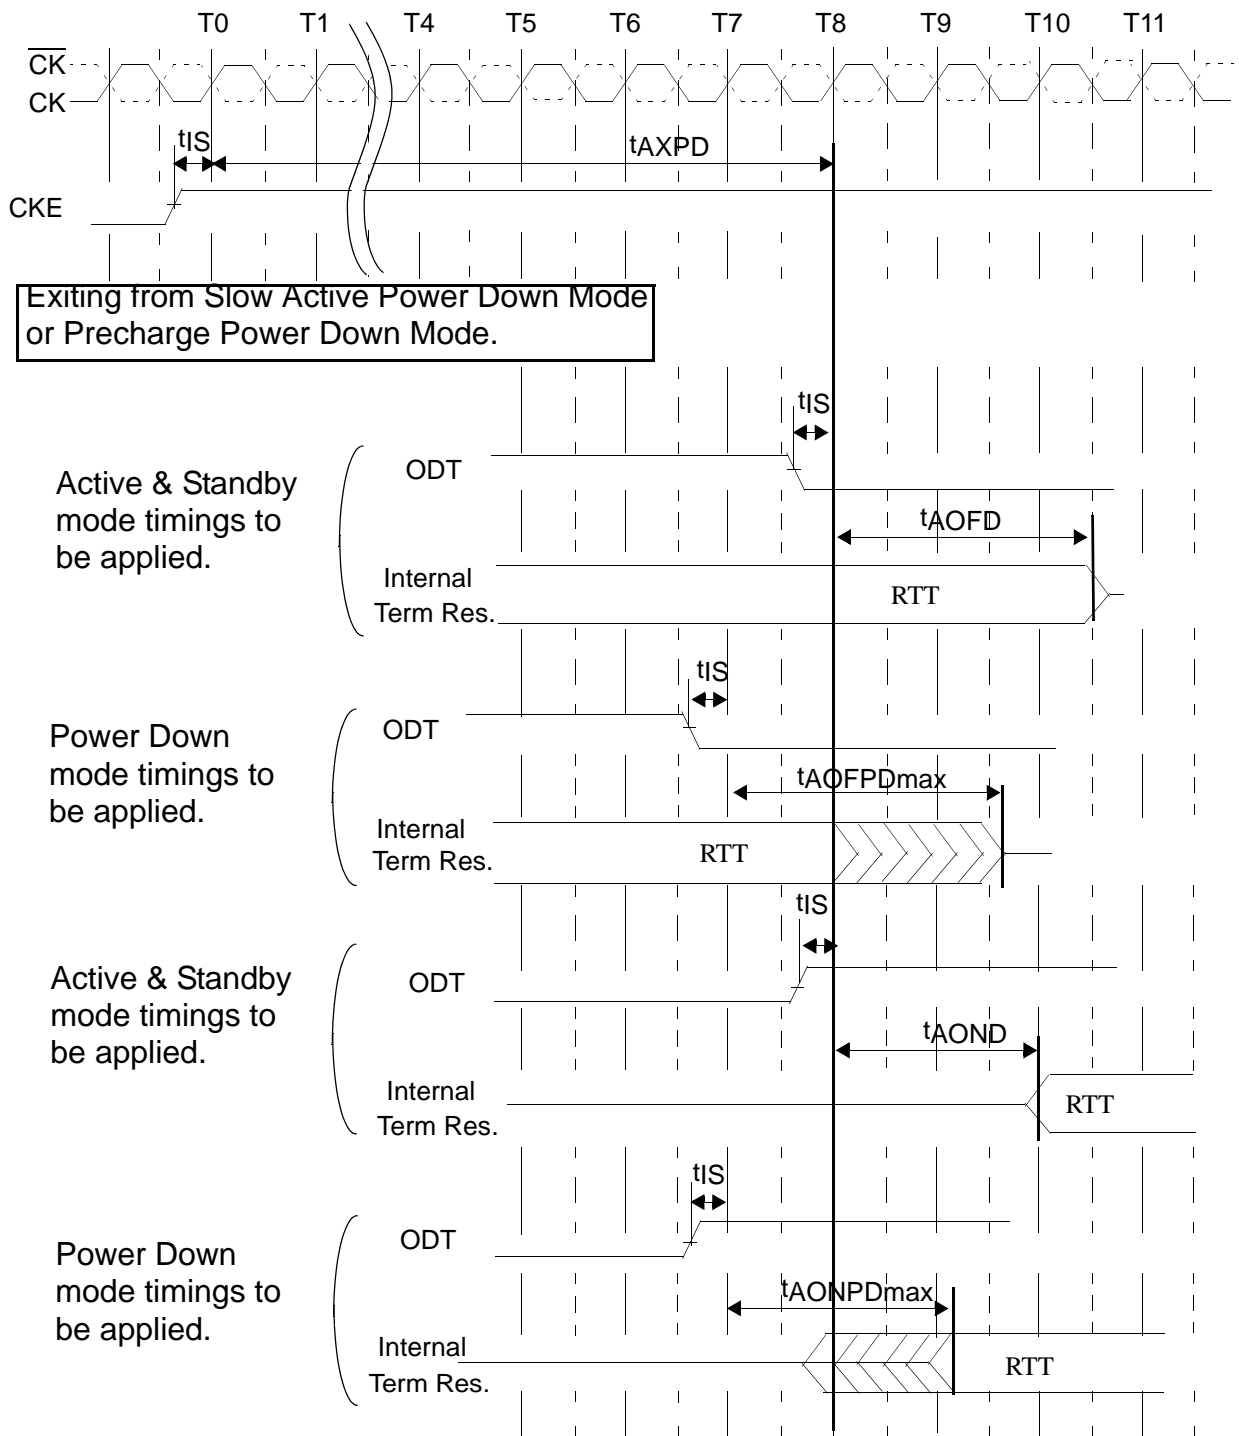 T0 T1 T4 T5 T6 T7 T8 T9 T10 T11
CK
CK
tIS
tAXPD
CKE
Exiting from Slow Active Power Down Mode
or Precharge Power Down Mode.
tIS
ODT
Active & Standby
mode timings to
be applied.
tAOFD
Internal
Term Res.
RTT
tIS
ODT
Power Down
mode timings to
be applied.
tAOFPDmax
Internal
Term Res.
RTT
tIS
ODT
Active & Standby
mode timings to
be applied.
tAOND
Internal
Term Res.
RTT
tIS
ODT
Power Down
mode timings to
be applied.
tAONPDmax
Internal
Term Res.
RTT